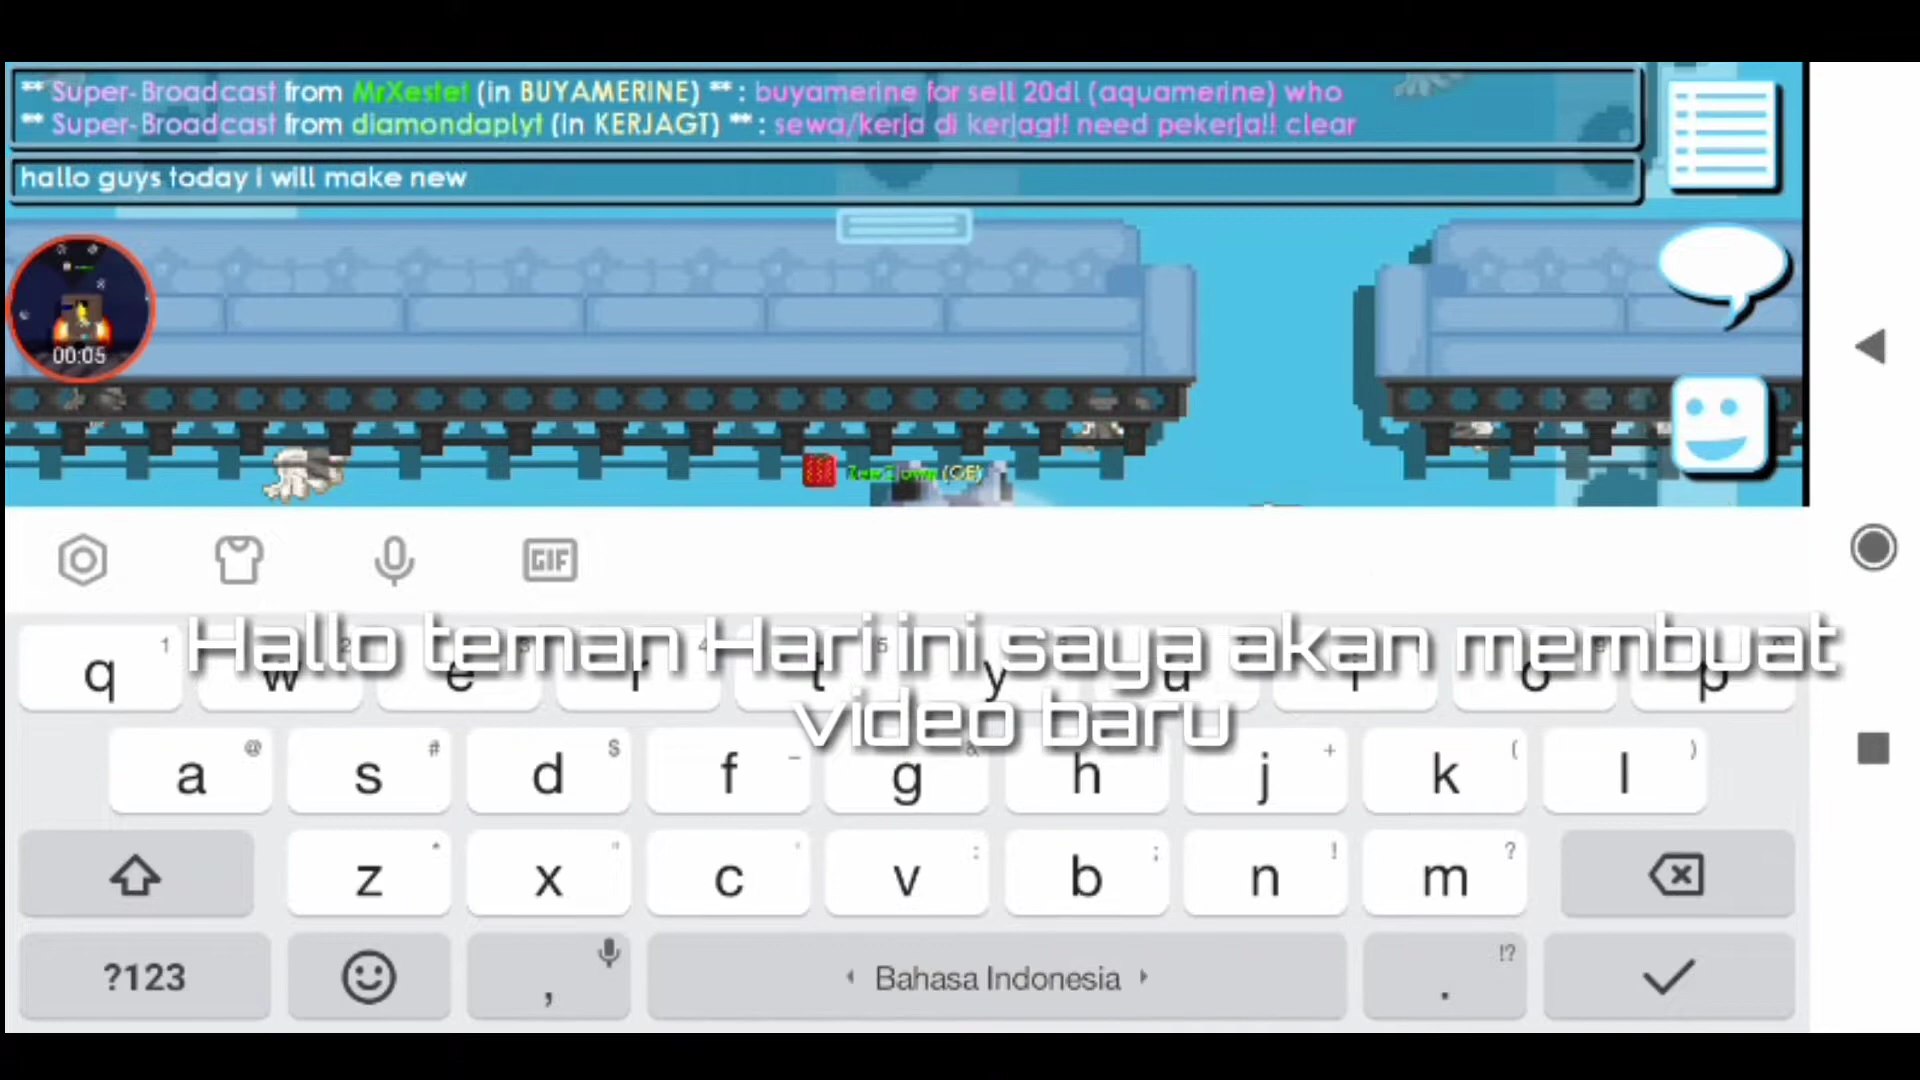 ** Super-Broadcast from MrXestet (in BUYAMERINE) ** : buyamerine for sell 20dl (aquamerine) who
** Super-Broadcast from diamondaplyt (in KERJAGT) ** : sewa/kerja di kerjagt! need pekerja!! clear
hallo guys today i will make new
00:05
(GE)
GIF
Hallo teman Hari ini saya akan membuat
video baru
q w e r t y u i o p
a s d f g h j k l
z x c v b n m
?123 , Bahasa Indonesia . !?